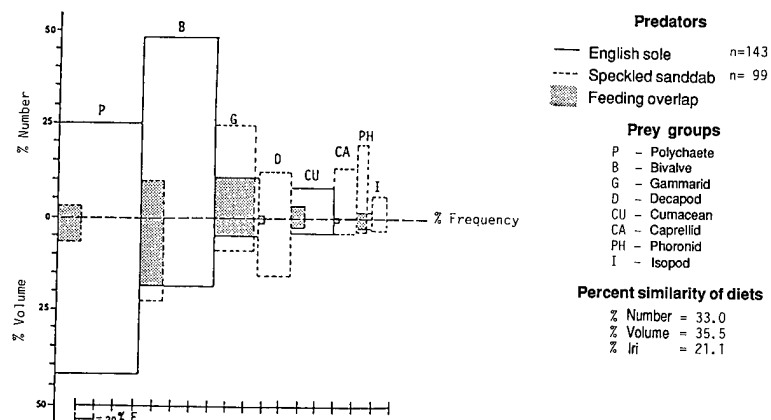 50
25
0
25
50
% Number
% Volume
P
B
G
D
CU
CA
PH
I
% Frequency
Predators
English sole n=143
Speckled sanddab n= 99
Feeding overlap
Prey groups
P – Polychaete
B – Bivalve
G – Gammarid
D – Decapod
CU – Cumacean
CA – Caprellid
PH – Phoronid
I – Isopod
Percent similarity of diets
% Number = 33.0
% Volume = 35.5
% Iri = 21.1